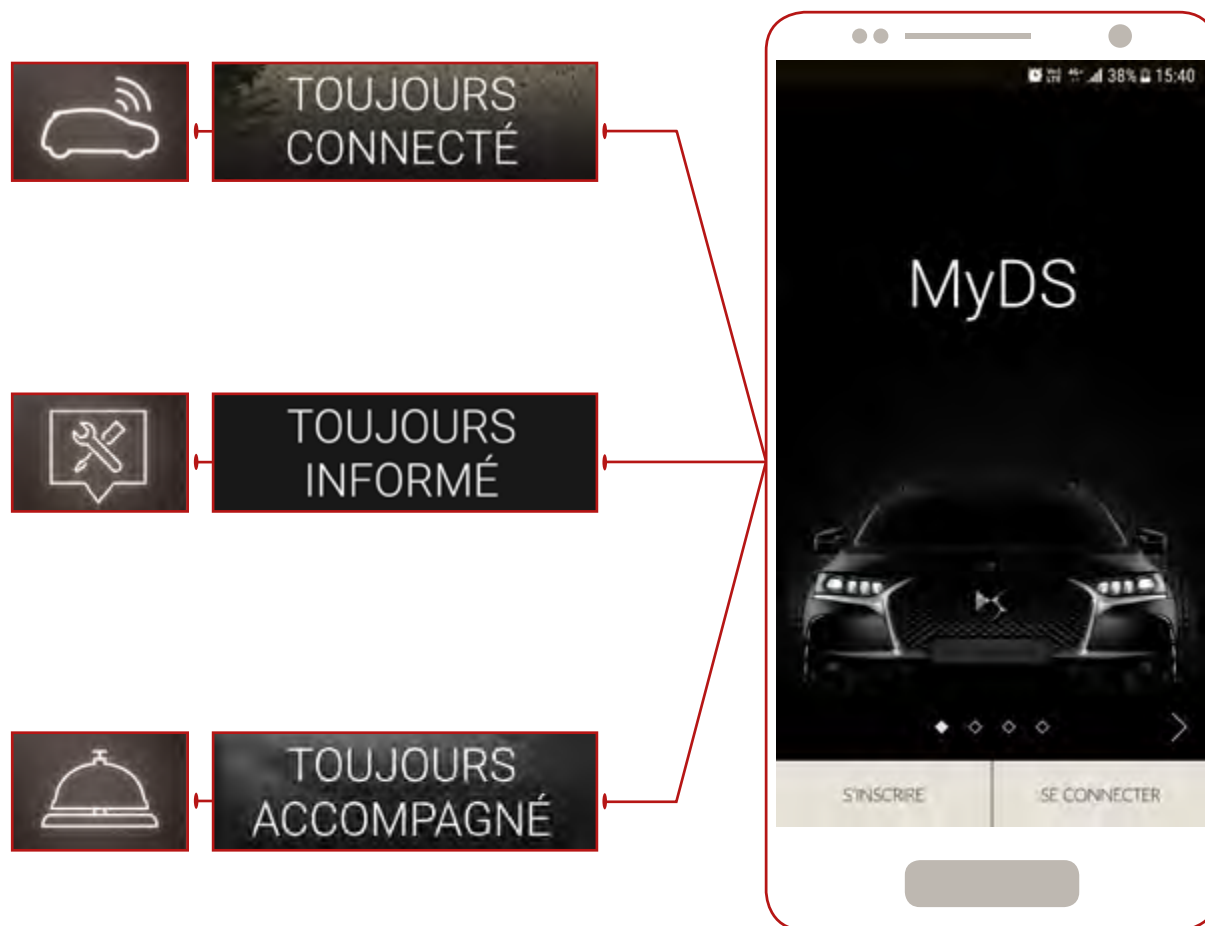 TOUJOURS
CONNECTÉ
TOUJOURS
INFORMÉ
TOUJOURS
ACCOMPAGNÉ
38% 15:40
MyDS
S'INSCRIRE
SE CONNECTER